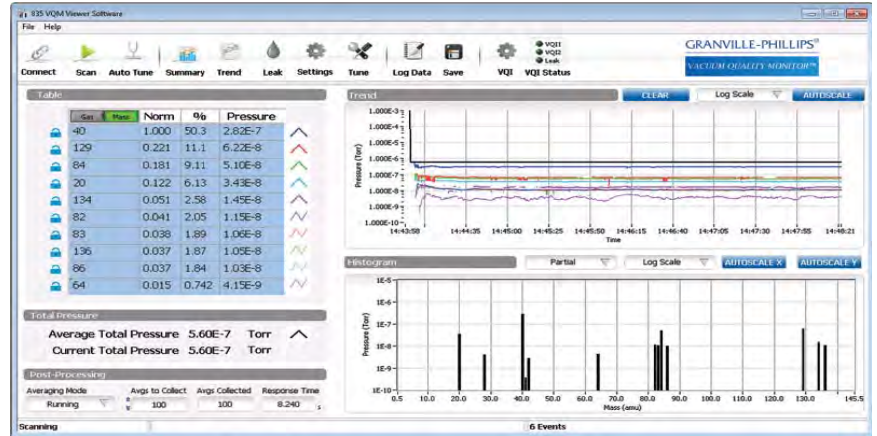 835 VQM Viewer Software
File Help
Connect Scan Auto Tune Summary Trend Leak Settings Tune Log Data Save VQI VQI Status
VQI1
VQI2
Leak
GRANVILLE-PHILLIPS®
VACUUM QUALITY MONITOR™
Table
Gas Mass Norm % Pressure
40 1.000 50.3 2.82E-7
129 0.221 11.1 6.22E-8
84 0.181 9.11 5.10E-8
20 0.122 6.13 3.43E-8
134 0.051 2.58 1.45E-8
82 0.041 2.05 1.15E-8
83 0.038 1.89 1.06E-8
136 0.037 1.87 1.05E-8
86 0.037 1.84 1.03E-8
64 0.015 0.742 4.15E-9
Total Pressure
Average Total Pressure 5.60E-7 Torr
Current Total Pressure 5.60E-7 Torr
Post-Processing
Averaging Mode Avgs to Collect Avgs Collected Response Time
Running 100 100 8.240 s
Trend CLEAR Log Scale AUTOSCALE
Pressure (Torr)
1.000E-3
1.000E-4
1.000E-5
1.000E-6
1.000E-7
1.000E-8
1.000E-9
1.000E-10
14:43:58 14:44:35 14:45:00 14:45:25 14:45:50 14:46:15 14:46:40 14:47:05 14:47:30 14:47:55 14:48:21
Time
Histogram Partial Log Scale AUTOSCALE X AUTOSCALE Y
Pressure (Torr)
1E-5
1E-6
1E-7
1E-8
1E-9
1E-10
0.5 10.0 20.0 30.0 40.0 50.0 60.0 70.0 80.0 90.0 100.0 110.0 120.0 130.0 145.5
Mass (amu)
Scanning 6 Events